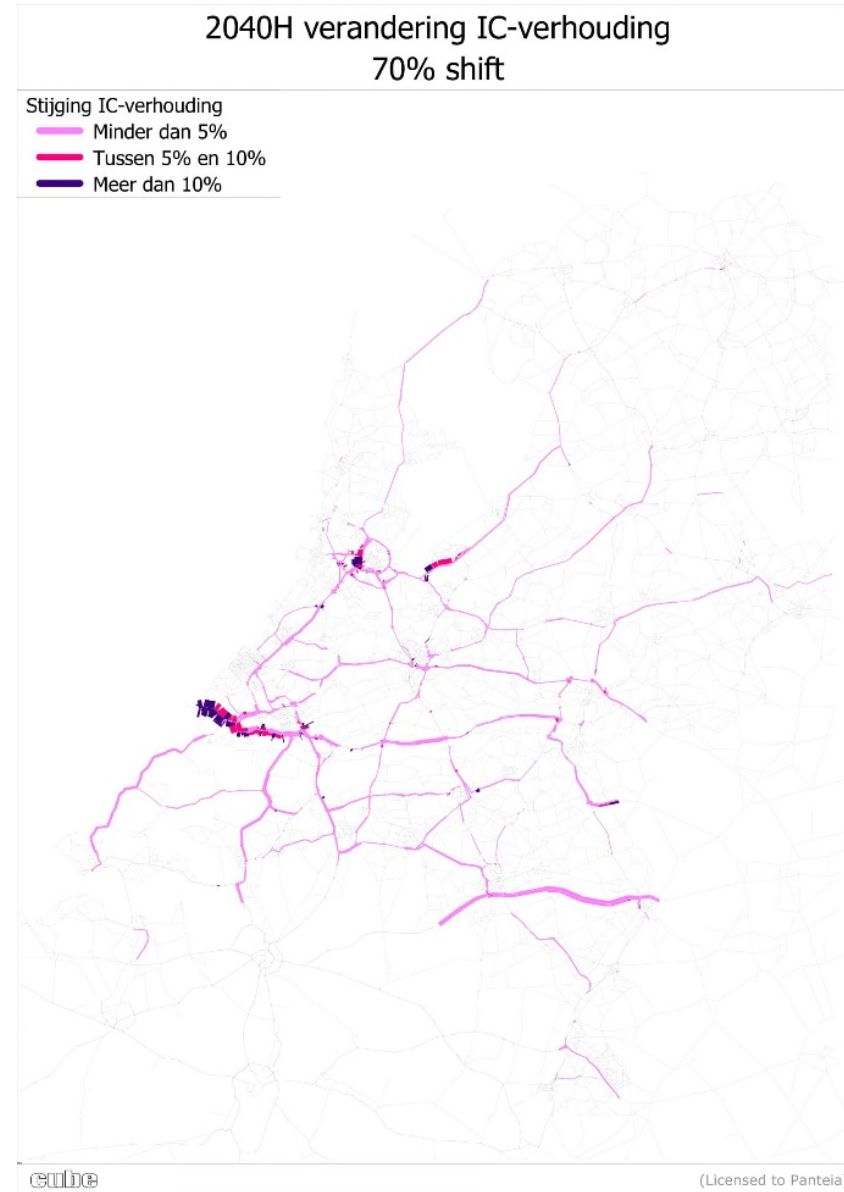 2040H verandering IC-verhouding
70% shift
Stijging IC-verhouding
Minder dan 5%
Tussen 5% en 10%
Meer dan 10%
cube
(Licensed to Panteia)